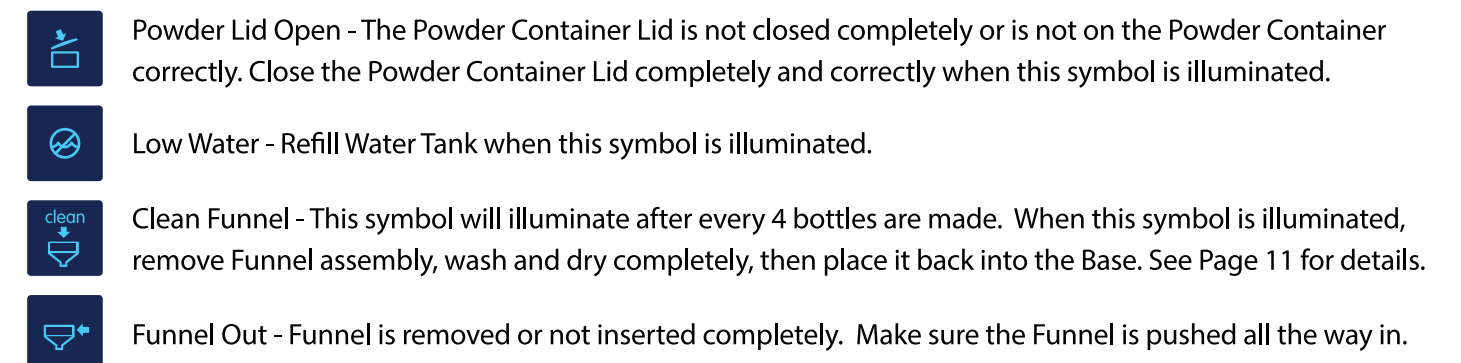 Powder Lid Open - The Powder Container Lid is not closed completely or is not on the Powder Container
correctly. Close the Powder Container Lid completely and correctly when this symbol is illuminated.
Low Water - Refill Water Tank when this symbol is illuminated.
clean
Clean Funnel - This symbol will illuminate after every 4 bottles are made.  When this symbol is illuminated,
remove Funnel assembly, wash and dry completely, then place it back into the Base. See Page 11 for details.
Funnel Out - Funnel is removed or not inserted completely.  Make sure the Funnel is pushed all the way in.